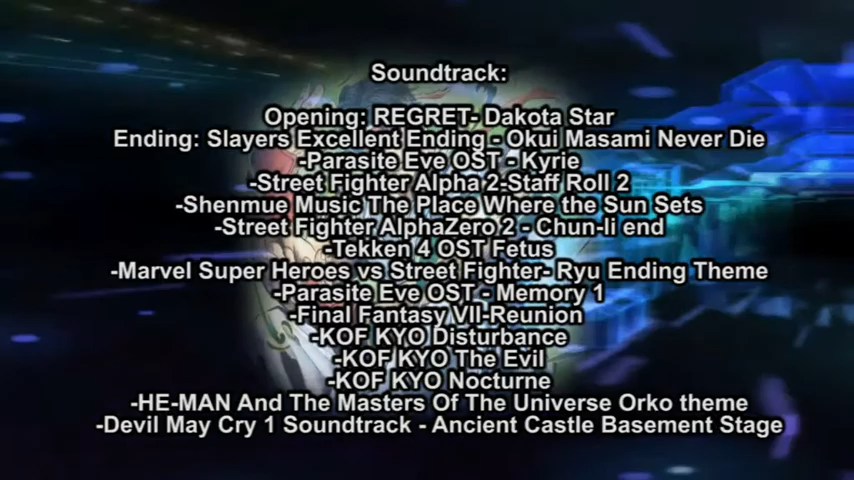 Soundtrack:
Opening: REGRET- Dakota Star
Ending: Slayers Excellent Ending - Okui Masami Never Die
-Parasite Eve OST - Kyrie
-Street Fighter Alpha 2-Staff Roll 2
-Shenmue Music The Place Where the Sun Sets
-Street Fighter AlphaZero 2 - Chun-li end
-Tekken 4 OST Fetus
-Marvel Super Heroes vs Street Fighter- Ryu Ending Theme
-Parasite Eve OST - Memory 1
-Final Fantasy VII-Reunion
-KOF KYO Disturbance
-KOF KYO The Evil
-KOF KYO Nocturne
-HE-MAN And The Masters Of The Universe Orko theme
-Devil May Cry 1 Soundtrack - Ancient Castle Basement Stage